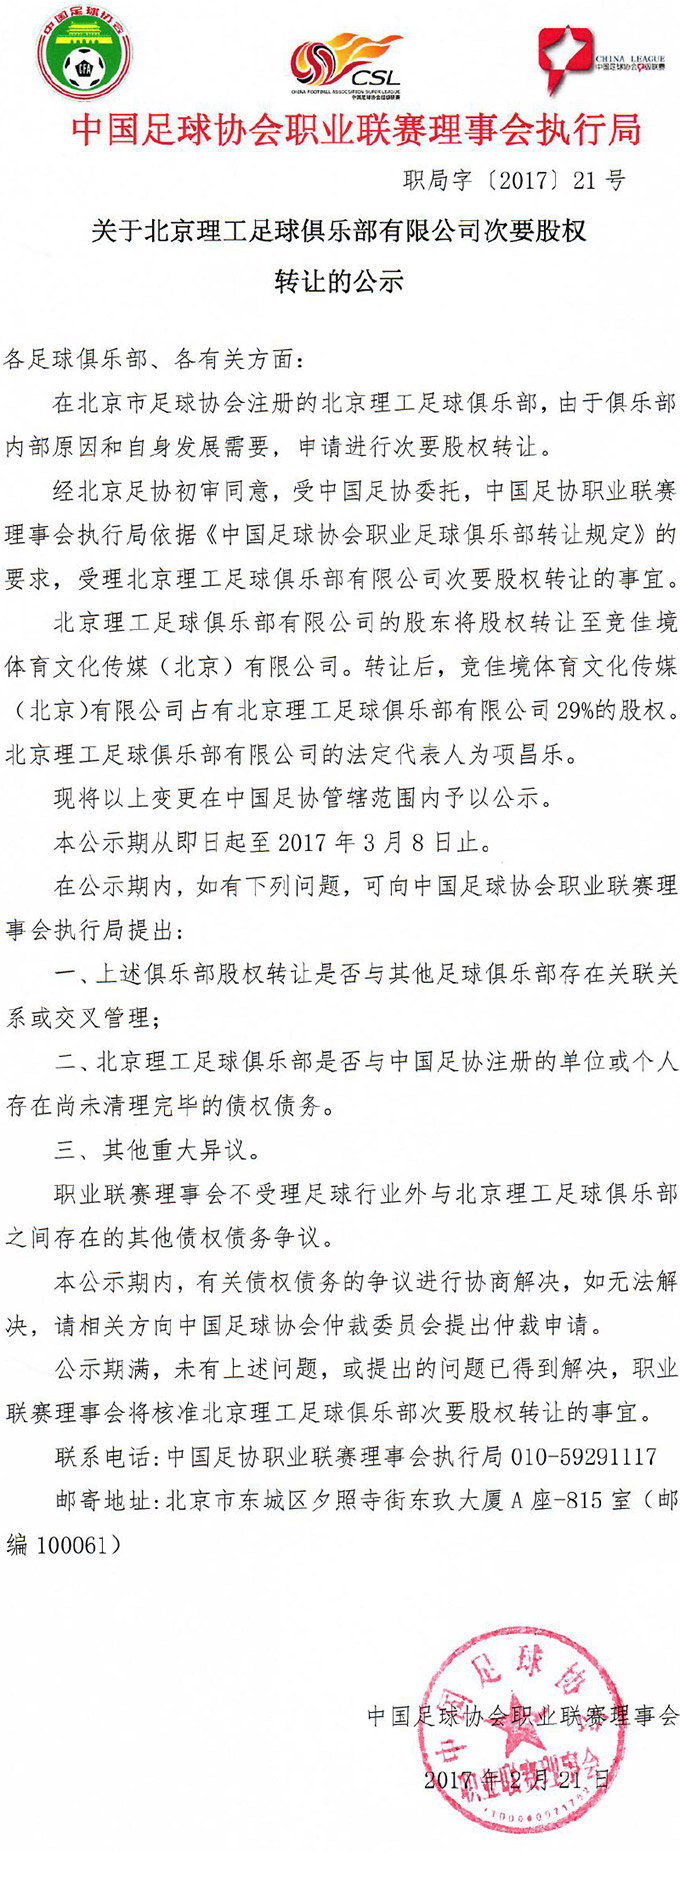 中国足球协会
CFA
CSL
CHINA FOOTBALL ASSOCIATION SUPER LEAGUE
中国足球协会超级联赛
CHINA LEAGUE
中国足球协会甲级联赛
中国足球协会职业联赛理事会执行局
职局字〔2017〕21号
关于北京理工足球俱乐部有限公司次要股权
转让的公示
各足球俱乐部、各有关方面:
在北京市足球协会注册的北京理工足球俱乐部,由于俱乐部
内部原因和自身发展需要，申请进行次要股权转让。
经北京足协初审同意，受中国足协委托，中国足协职业联赛
理事会执行局依据《中国足球协会职业足球俱乐部转让规定》的
要求，受理北京理工足球俱乐部有限公司次要股权转让的事宜。
北京理工足球俱乐部有限公司的股东将股权转让至竞佳境
体育文化传媒（北京）有限公司。转让后，竞佳境体育文化传媒
（北京)有限公司占有北京理工足球俱乐部有限公司29%的股权。
北京理工足球俱乐部有限公司的法定代表人为项昌乐。
现将以上变更在中国足协管辖范围内予以公示。
本公示期从即日起至 2017 年 3 月 8 日止。
在公示期内，如有下列问题，可向中国足球协会职业联赛理
事会执行局提出:
一、上述俱乐部股权转让是否与其他足球俱乐部存在关联关
系或交叉管理;
二、北京理工足球俱乐部是否与中国足协注册的单位或个人
存在尚未清理完毕的债权债务。
三、其他重大异议。
职业联赛理事会不受理足球行业外与北京理工足球俱乐部
之间存在的其他债权债务争议。
本公示期内，有关债权债务的争议进行协商解决，如无法解
决，请相关方向中国足球协会仲裁委员会提出仲裁申请。
公示期满，未有上述问题，或提出的问题已得到解决，职业
联赛理事会将核准北京理工足球俱乐部次要股权转让的事宜。
联系电话:中国足协职业联赛理事会执行局 010-59291117
邮寄地址:北京市东城区夕照寺街东玖大厦 A 座-815 室（邮
编 100061）
中国足球协会职业联赛理事会
2017 年 2 月 21 日
中国足球协会
职业联赛理事会